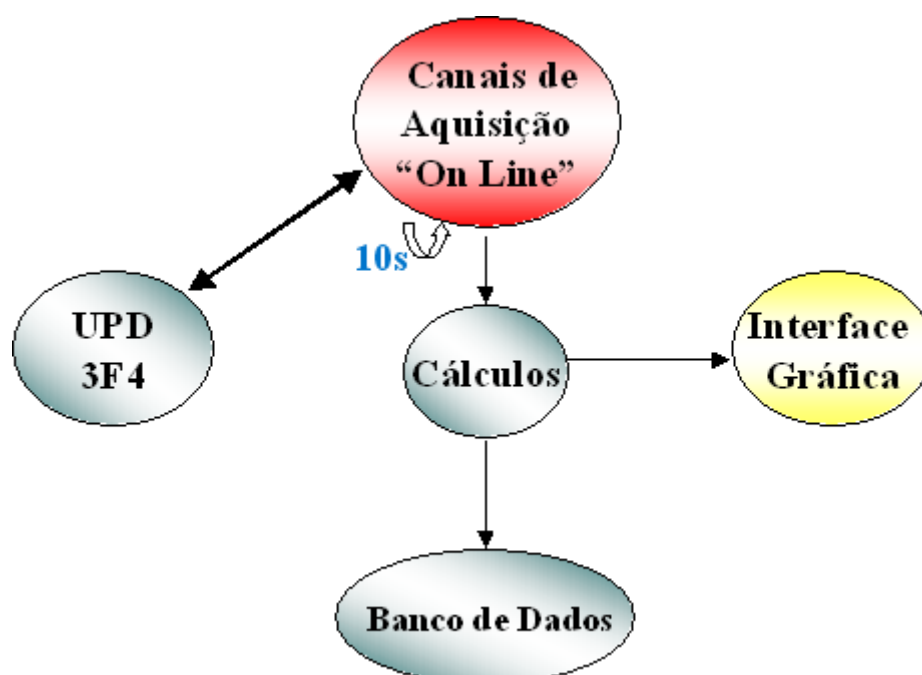 Canais de
Aquisição
“On Line”
10s
UPD
3F4
Cálculos
Interface
Gráfica
Banco de Dados